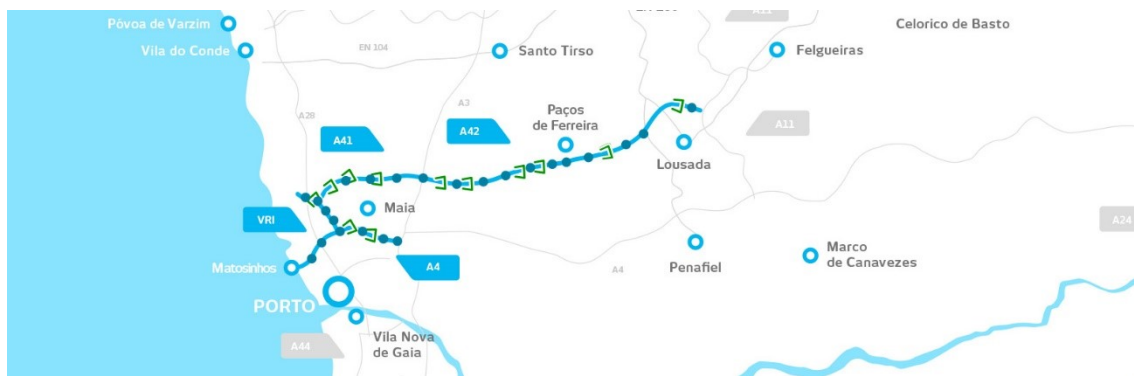 Póvoa de Varzim
Vila do Conde
EN 104
Santo Tirso
Felgueiras
Celorico de Basto
A3
A28
A41
A42
Paços
de Ferreira
A11
Lousada
Maia
VRI
A24
Matosinhos
A4
A4
Penafiel
Marco
de Canavezes
PORTO
A44
Vila Nova
de Gaia